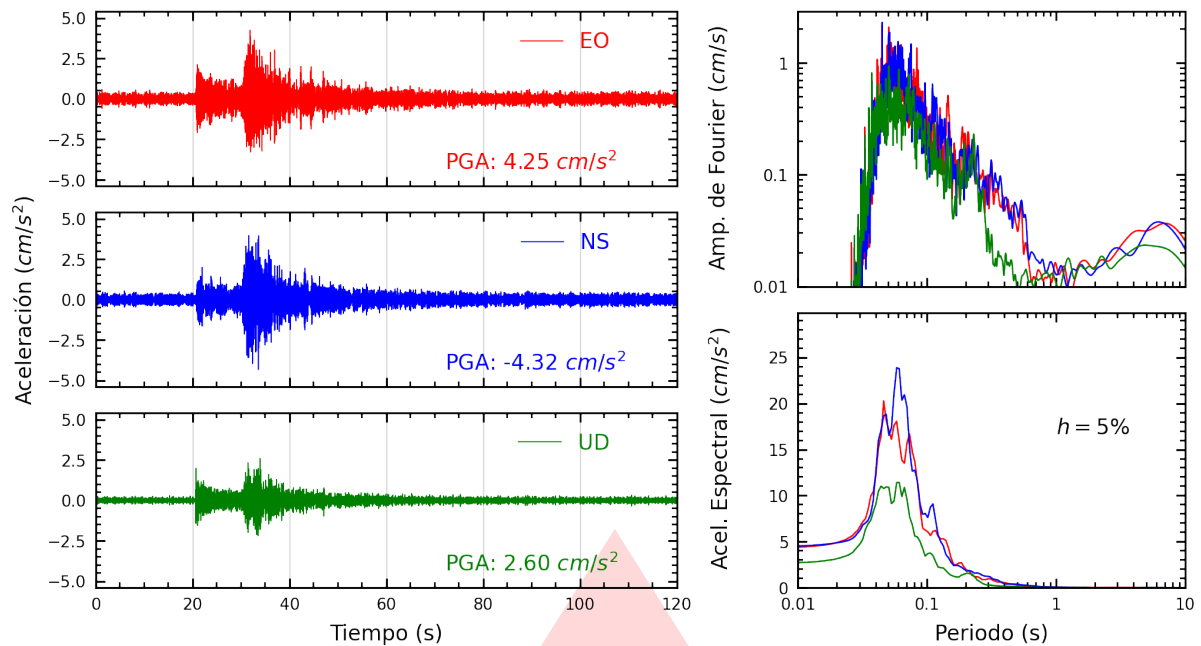 Aceleración (cm/s²)
5.0
2.5
0.0
−2.5
−5.0
EO
PGA: 4.25 cm/s²
5.0
2.5
0.0
−2.5
−5.0
NS
PGA: -4.32 cm/s²
5.0
2.5
0.0
−2.5
−5.0
UD
PGA: 2.60 cm/s²
0 20 40 60 80 100 120
Tiempo (s)
Amp. de Fourier (cm/s)
1
0.1
0.01
Acel. Espectral (cm/s²)
25
20
15
10
5
0
h = 5%
0.01 0.1 1 10
Periodo (s)